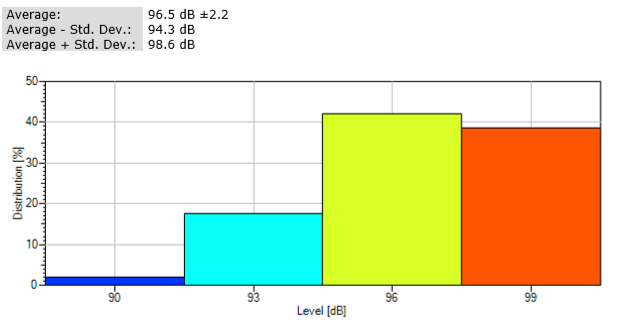 Average: 96.5 dB ±2.2
Average - Std. Dev.: 94.3 dB
Average + Std. Dev.: 98.6 dB
50
40
30
20
10
0
Distribution [%]
90 93 96 99
Level [dB]